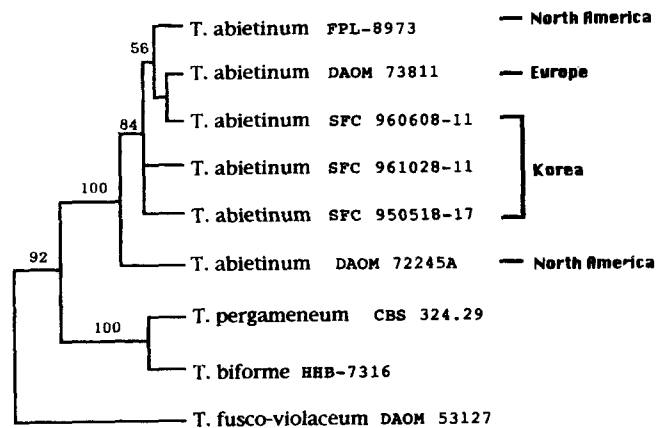 T. abietinum FPL-8973 North America
56
T. abietinum DAOM 73811 Europe
T. abietinum SFC 960608-11
84
T. abietinum SFC 961028-11 Korea
100
T. abietinum SFC 950518-17
T. abietinum DAOM 72245A North America
92
T. pergameneum CBS 324.29
100
T. biforme HHB-7316
T. fusco-violaceum DAOM 53127